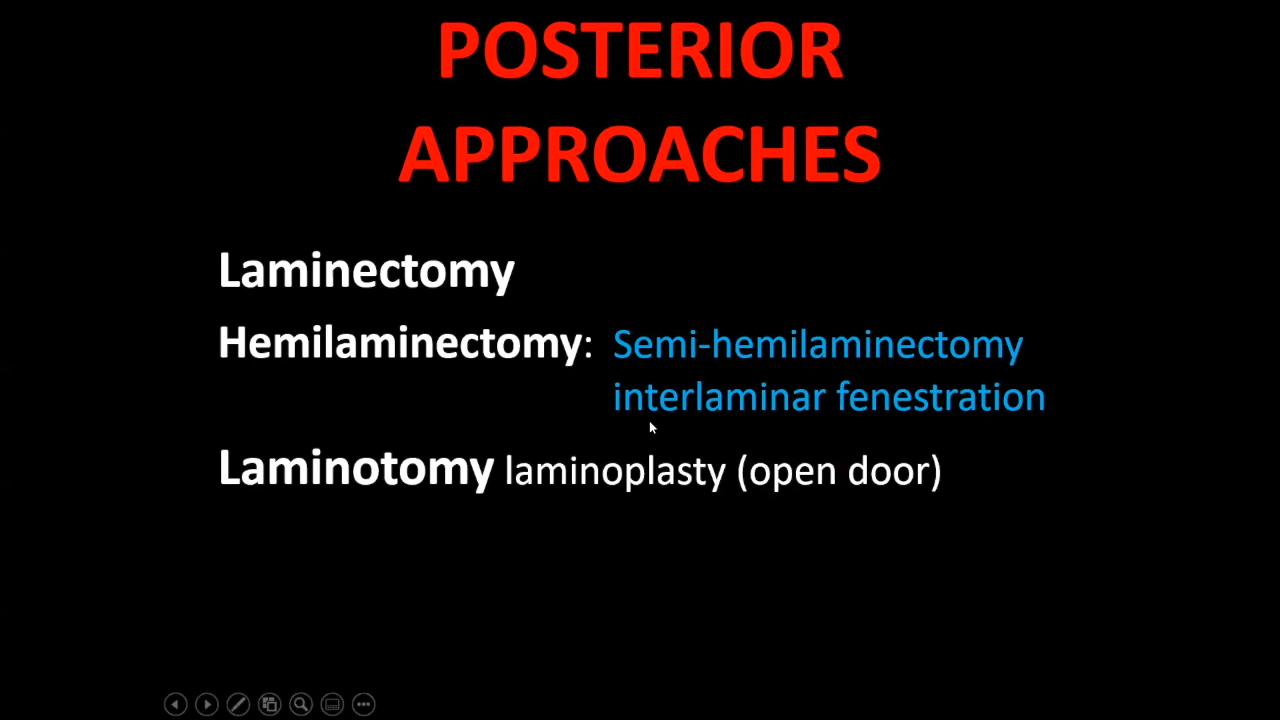 POSTERIOR
APPROACHES
Laminectomy
Hemilaminectomy: Semi-hemilaminectomy
interlaminar fenestration
Laminotomy laminoplasty (open door)